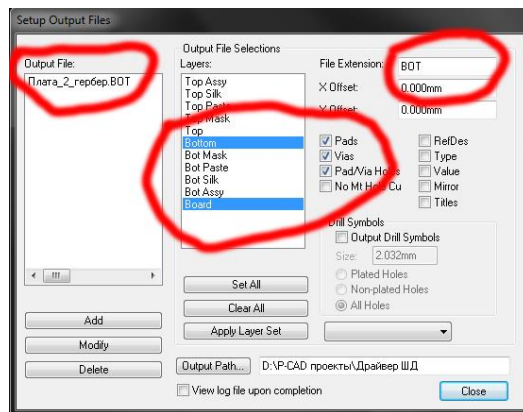 Setup Output Files
Output File:
Плата_2_гербер.BOT
Output File Selections
Layers:
Top Assy
Top Silk
Top Paste
Top Mask
Top
Bottom
Bot Mask
Bot Paste
Bot Silk
Bot Assy
Board
File Extension: BOT
X Offset: 0.000mm
Y Offset: 0.000mm
Pads RefDes
Vias Type
Pad/Via Holes Value
No Mt Hole Cu Mirror
Titles
Drill Symbols
Output Drill Symbols
Size: 2.032mm
Plated Holes
Non-plated Holes
All Holes
Set All
Clear All
Apply Layer Set
Add
Modify
Delete
Output Path... D:\P-CAD проекты\Драйвер ШД
View log file upon completion
Close